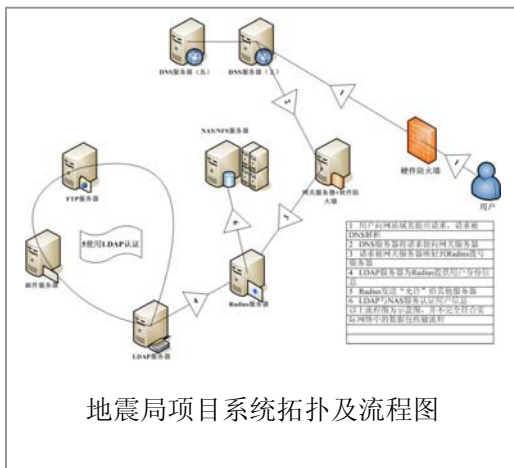 DNS服务器（从）
DNS服务器（主）
1
2
NAS/NFS服务器
硬件防火墙
1
用户
FTP服务器
网关服务器+软件防火墙
5使用LDAP认证
6
3
邮件服务器
4
Radius服务器
LDAP服务器
1 用户向网站域名提出请求，请求被
DNS解析
2 DNS服务器将请求指向网关服务器
3 请求被网关服务器映射到Radius拨号
服务器
4 LDAP服务器为Radius提供用户身份信
息
5 Radius发送“允许”给其他服务器
6 LDAP与NAS服务认证用户信息
以上流程图为示意图，并不完全符合实
际网络中的数据包传输流程
地震局项目系统拓扑及流程图